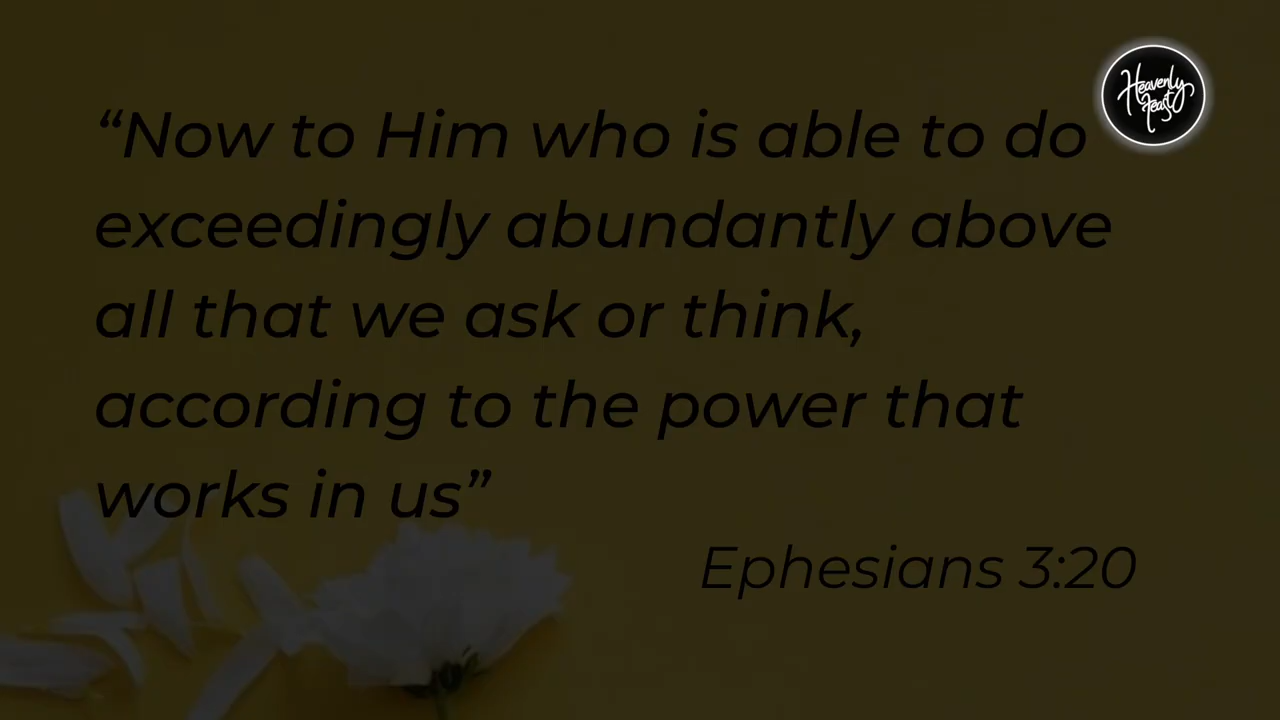 Heavenly
Feast
“Now to Him who is able to do
exceedingly abundantly above
all that we ask or think,
according to the power that
works in us”
Ephesians 3:20